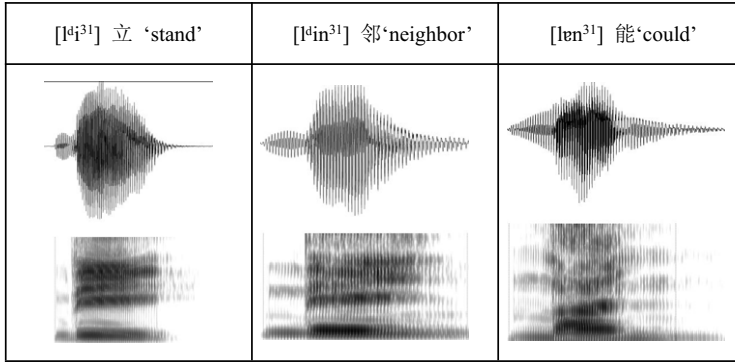 [lᵈi³¹] 立 ‘stand’
[lᵈin³¹] 邻‘neighbor’
[lɐn³¹] 能‘could’